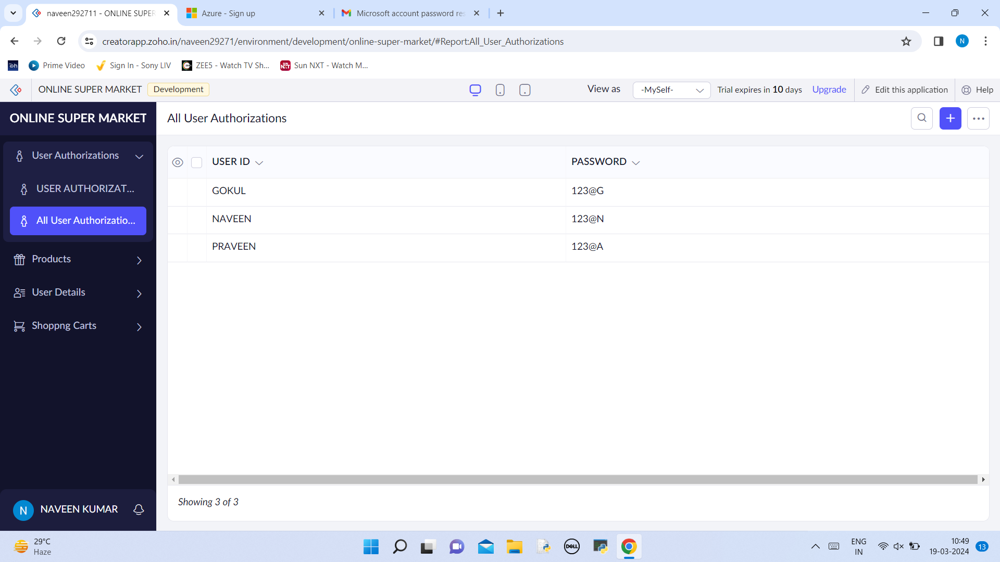 naveen292711 - ONLINE SUPER
Azure - Sign up
Microsoft account password res
creatorapp.zoho.in/naveen29271/environment/development/online-super-market/#Report:All_User_Authorizations
N
Dh
Prime Video
Sign In - Sony LIV
ZEE5 - Watch TV Sh...
Sun NXT - Watch M...
ONLINE SUPER MARKET
Development
View as
-MySelf-
Trial expires in 10 days
Upgrade
Edit this application
Help
ONLINE SUPER MARKET
All User Authorizations
User Authorizations
USER AUTHORIZAT...
All User Authorizatio...
Products
User Details
Shoppng Carts
USER ID
PASSWORD
GOKUL
123@G
NAVEEN
123@N
PRAVEEN
123@A
Showing 3 of 3
N
NAVEEN KUMAR
29°C
Haze
DELL
ENG
IN
10:49
19-03-2024
13